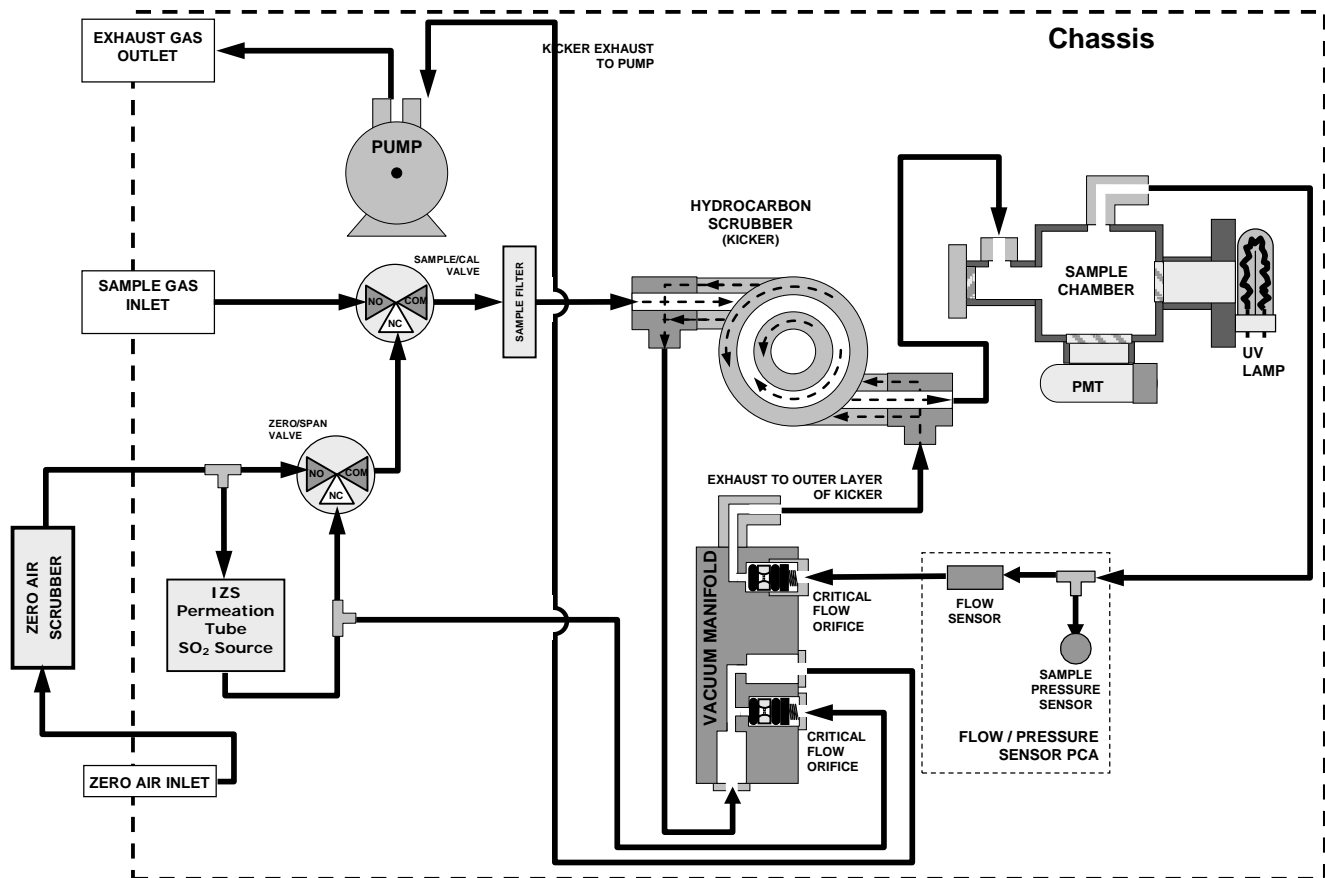 Chassis
EXHAUST GAS
OUTLET
KICKER EXHAUST
TO PUMP
PUMP
HYDROCARBON
SCRUBBER
(KICKER)
SAMPLE/CAL
VALVE
SAMPLE GAS
INLET
NO
COM
NC
SAMPLE FILTER
SAMPLE
CHAMBER
UV
LAMP
PMT
ZERO/SPAN
VALVE
NO
COM
NC
EXHAUST TO OUTER LAYER
OF KICKER
ZERO AIR
SCRUBBER
IZS
Permeation
Tube
SO₂ Source
VACUUM MANIFOLD
CRITICAL
FLOW
ORIFICE
FLOW
SENSOR
SAMPLE
PRESSURE
SENSOR
CRITICAL
FLOW
ORIFICE
FLOW / PRESSURE
SENSOR PCA
ZERO AIR INLET